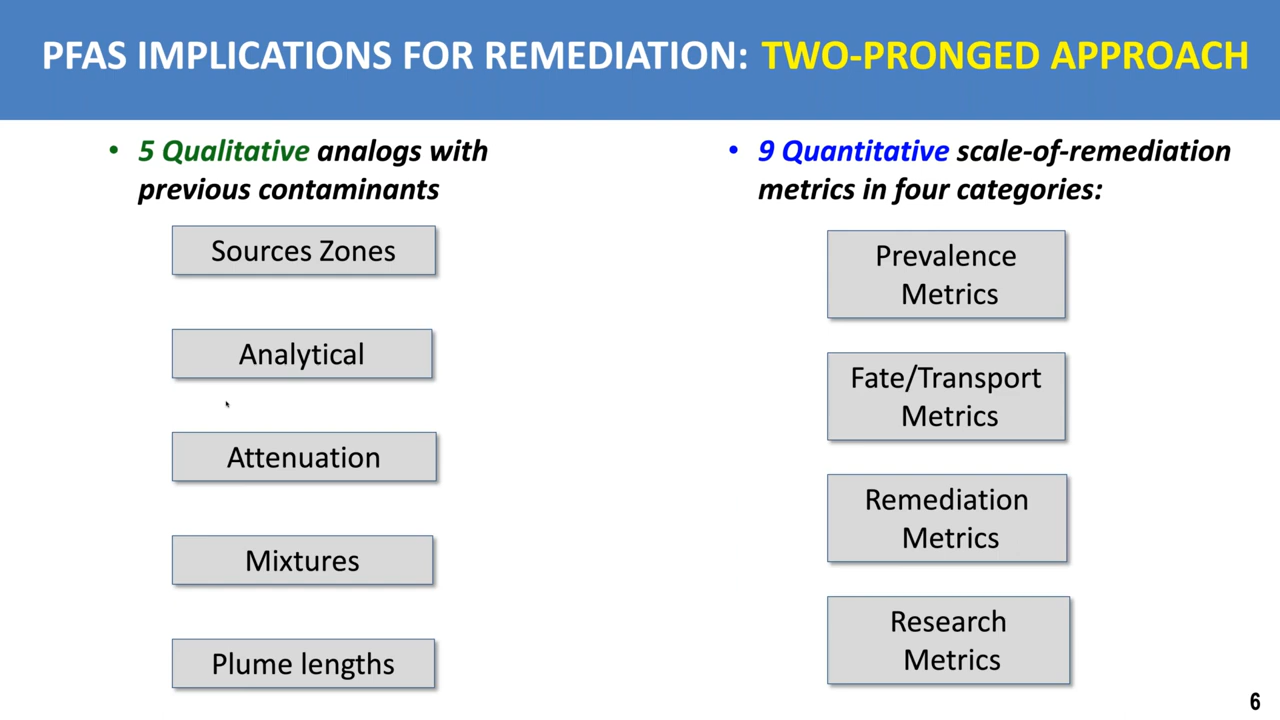 PFAS IMPLICATIONS FOR REMEDIATION: TWO-PRONGED APPROACH
• 5 Qualitative analogs with
previous contaminants
Sources Zones
Analytical
Attenuation
Mixtures
Plume lengths
• 9 Quantitative scale-of-remediation
metrics in four categories:
Prevalence
Metrics
Fate/Transport
Metrics
Remediation
Metrics
Research
Metrics
6